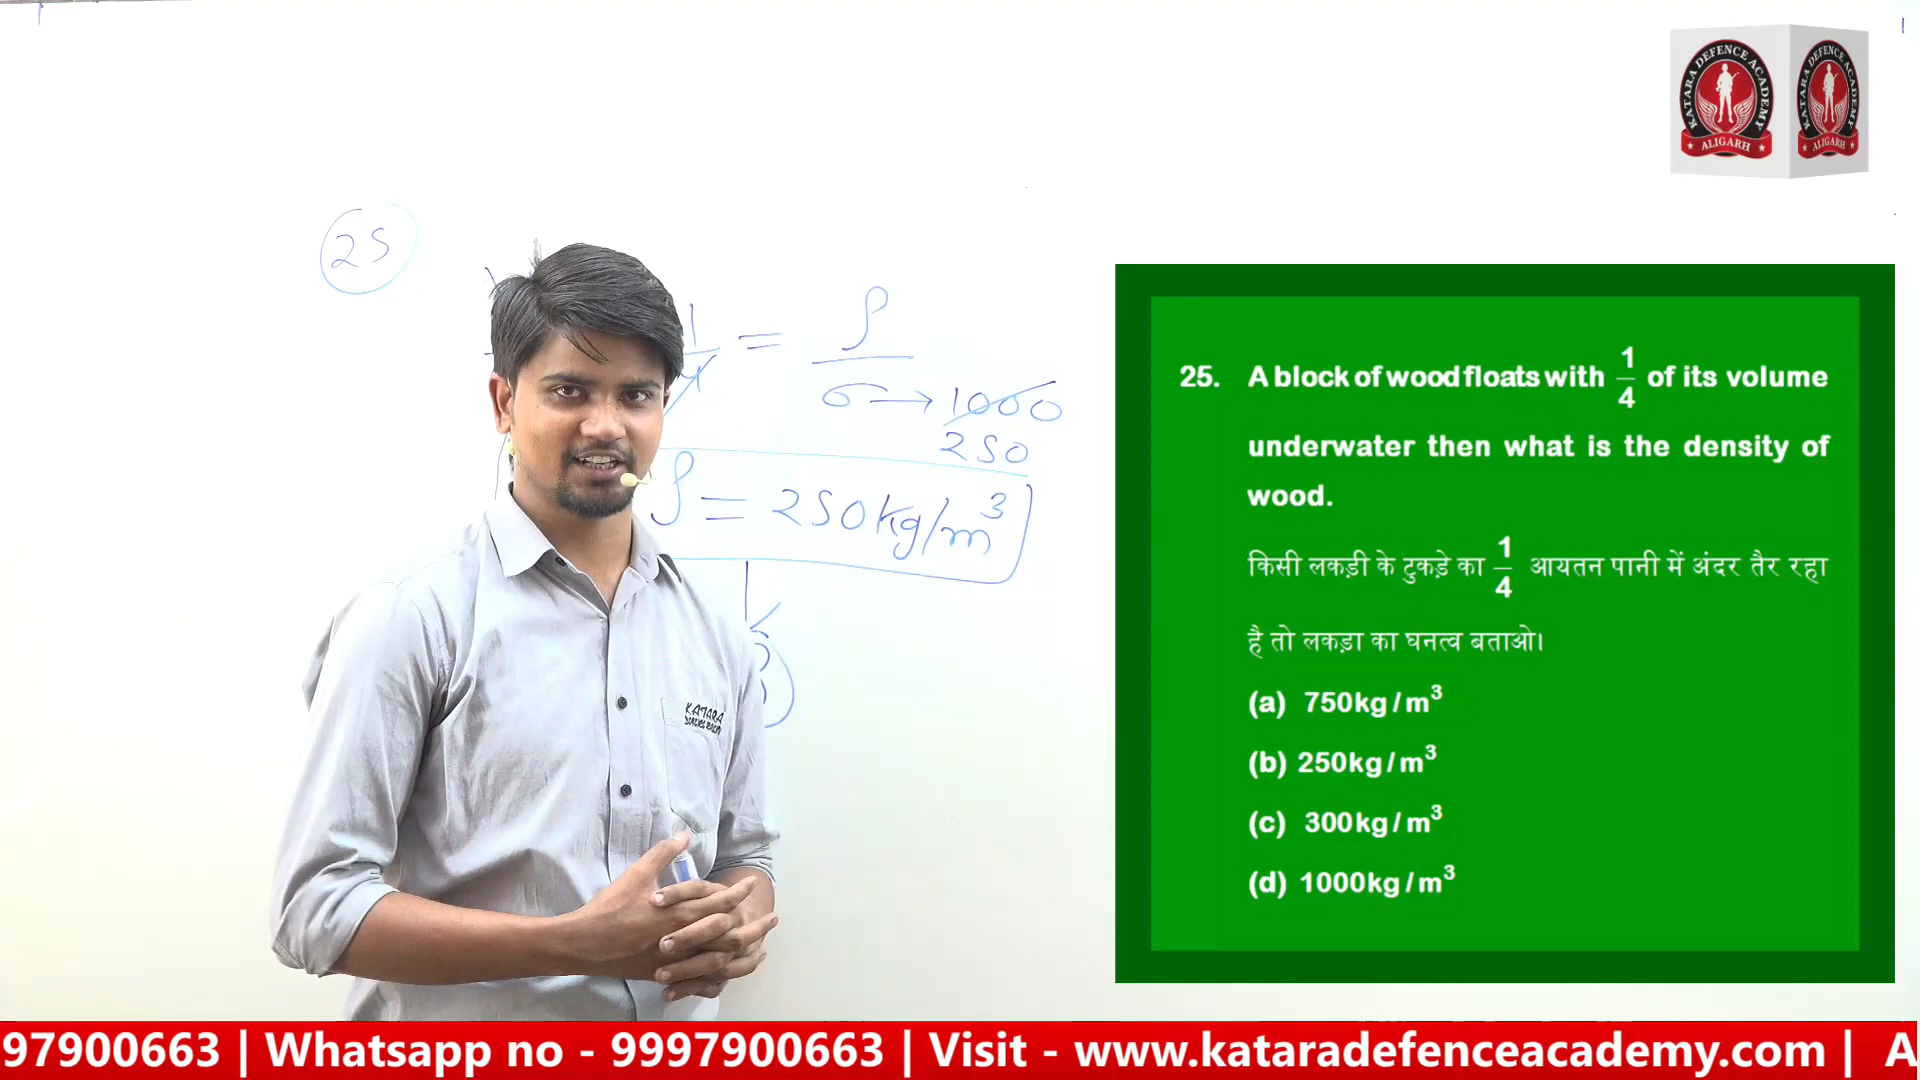 KATARA DEFENCE ACADEMY
ALIGARH
KATARA DEFENCE ACADEMY
ALIGARH
25
1 = ρ
4 σ → 1000
250
ρ = 250 kg/m³
KATARA
25. A block of wood floats with 1/4 of its volume
underwater then what is the density of
wood.
किसी लकड़ी के टुकड़े का 1/4 आयतन पानी में अंदर तैर रहा
है तो लकड़ा का घनत्व बताओ।
(a) 750kg/m³
(b) 250kg/m³
(c) 300kg/m³
(d) 1000kg/m³
97900663 | Whatsapp no - 9997900663 | Visit - www.kataradefenceacademy.com | A